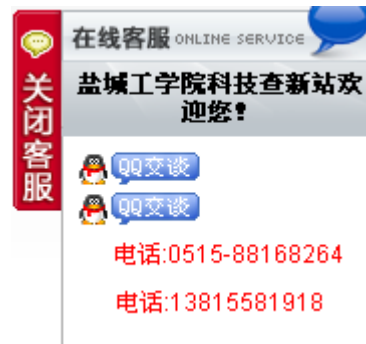 在线客服 ONLINE SERVICE
关闭客服
盐城工学院科技查新站欢
迎您！
QQ交谈
QQ交谈
电话:0515-88168264
电话:13815581918